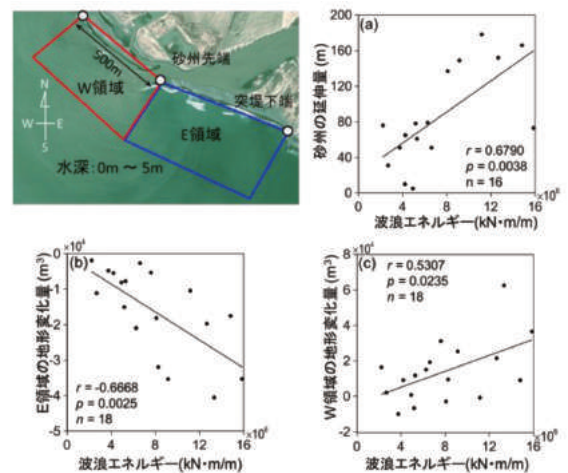 500m
砂州先端
W領域
突堤下端
E領域
N
W E
S
水深:0m ~ 5m
(a)
砂州の延伸量 (m)
200
160
120
80
40
0
r = 0.6790
p = 0.0038
n = 16
0 4 8 12 16
×10⁶
波浪エネルギー(kN・m/m)
(b)
×10⁴
E領域の地形変化量 (m³)
0
-1
-2
-3
-4
-5
r = -0.6668
p = 0.0025
n = 18
0 4 8 12 16
×10⁶
波浪エネルギー(kN・m/m)
(c)
×10⁴
W領域の地形変化量 (m³)
8
6
4
2
0
-2
r = 0.5307
p = 0.0235
n = 18
0 4 8 12 16
×10⁶
波浪エネルギー(kN・m/m)